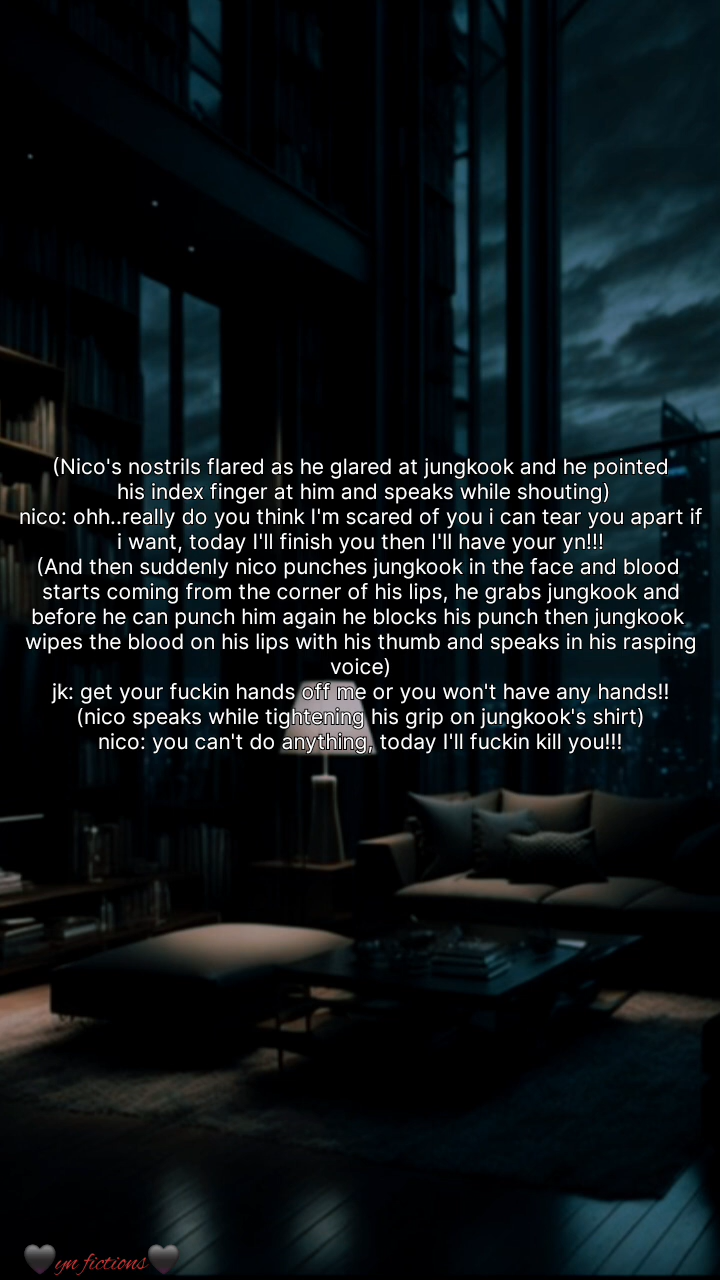 (Nico's nostrils flared as he glared at jungkook and he pointed
his index finger at him and speaks while shouting)
nico: ohh..really do you think I'm scared of you i can tear you apart if
i want, today I'll finish you then I'll have your yn!!!
(And then suddenly nico punches jungkook in the face and blood
starts coming from the corner of his lips, he grabs jungkook and
before he can punch him again he blocks his punch then jungkook
wipes the blood on his lips with his thumb and speaks in his rasping
voice)
jk: get your fuckin hands off me or you won't have any hands!!
(nico speaks while tightening his grip on jungkook's shirt)
nico: you can't do anything, today I'll fuckin kill you!!!
🩶yn fictions🩶